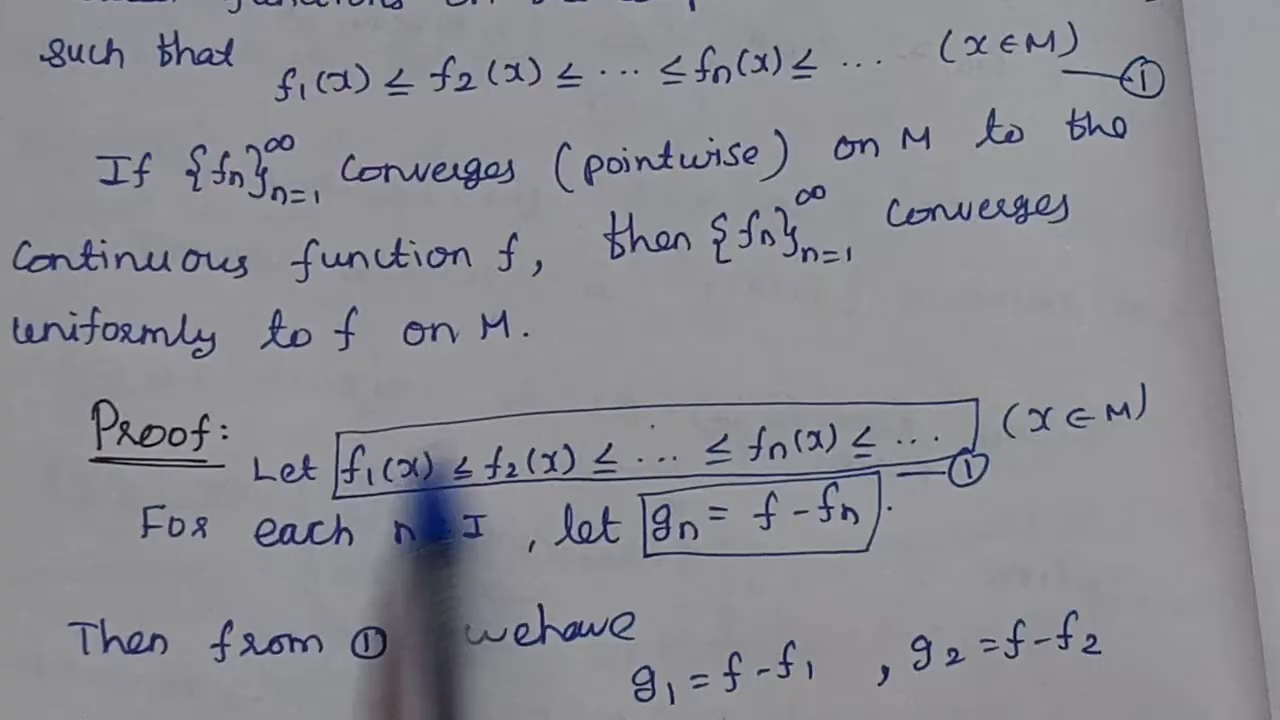 such that f₁(x) ≤ f₂(x) ≤ ... ≤ fₙ(x) ≤ ... (x ∈ M) — ①
If {fₙ}ₙ₌₁^∞ converges (pointwise) on M to the
continuous function f, then {fₙ}ₙ₌₁^∞ converges
uniformly to f on M.
Proof: Let f₁(x) ≤ f₂(x) ≤ ... ≤ fₙ(x) ≤ ... (x ∈ M) — ①
For each n I, let gₙ = f - fₙ.
Then from ① we have
g₁ = f - f₁, g₂ = f - f₂